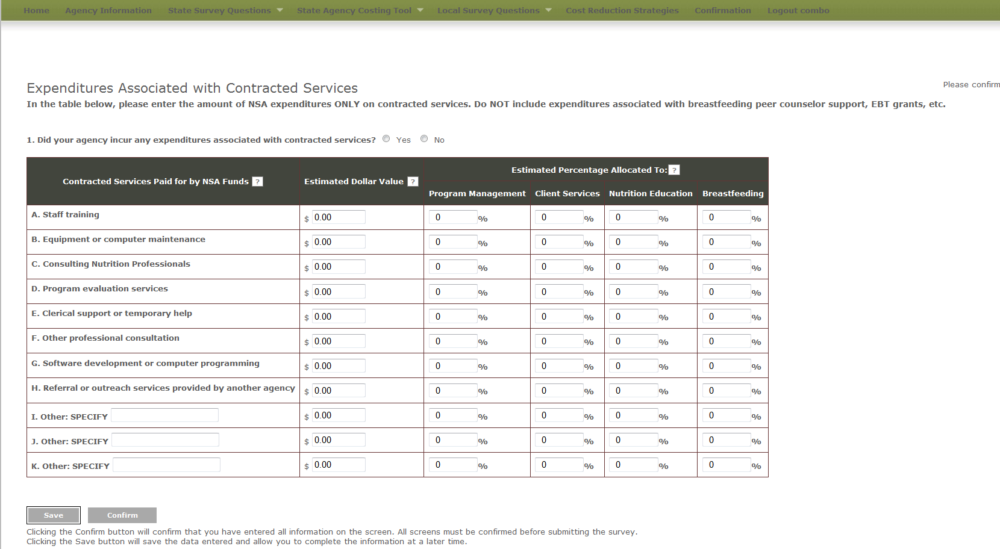 Home Agency Information State Survey Questions State Agency Costing Tool Local Survey Questions Cost Reduction Strategies Confirmation Logout combo
Please confirm
Expenditures Associated with Contracted Services
In the table below, please enter the amount of NSA expenditures ONLY on contracted services. Do NOT include expenditures associated with breastfeeding peer counselor support, EBT grants, etc.
1. Did your agency incur any expenditures associated with contracted services? Yes No
Estimated Percentage Allocated To: ?
Contracted Services Paid for by NSA Funds ? Estimated Dollar Value ?
Program Management Client Services Nutrition Education Breastfeeding
A. Staff training $ 0.00 0 % 0 % 0 % 0 %
B. Equipment or computer maintenance $ 0.00 0 % 0 % 0 % 0 %
C. Consulting Nutrition Professionals $ 0.00 0 % 0 % 0 % 0 %
D. Program evaluation services $ 0.00 0 % 0 % 0 % 0 %
E. Clerical support or temporary help $ 0.00 0 % 0 % 0 % 0 %
F. Other professional consultation $ 0.00 0 % 0 % 0 % 0 %
G. Software development or computer programming $ 0.00 0 % 0 % 0 % 0 %
H. Referral or outreach services provided by another agency $ 0.00 0 % 0 % 0 % 0 %
I. Other: SPECIFY $ 0.00 0 % 0 % 0 % 0 %
J. Other: SPECIFY $ 0.00 0 % 0 % 0 % 0 %
K. Other: SPECIFY $ 0.00 0 % 0 % 0 % 0 %
Save Confirm
Clicking the Confirm button will confirm that you have entered all information on the screen. All screens must be confirmed before submitting the survey.
Clicking the Save button will save the data entered and allow you to complete the information at a later time.